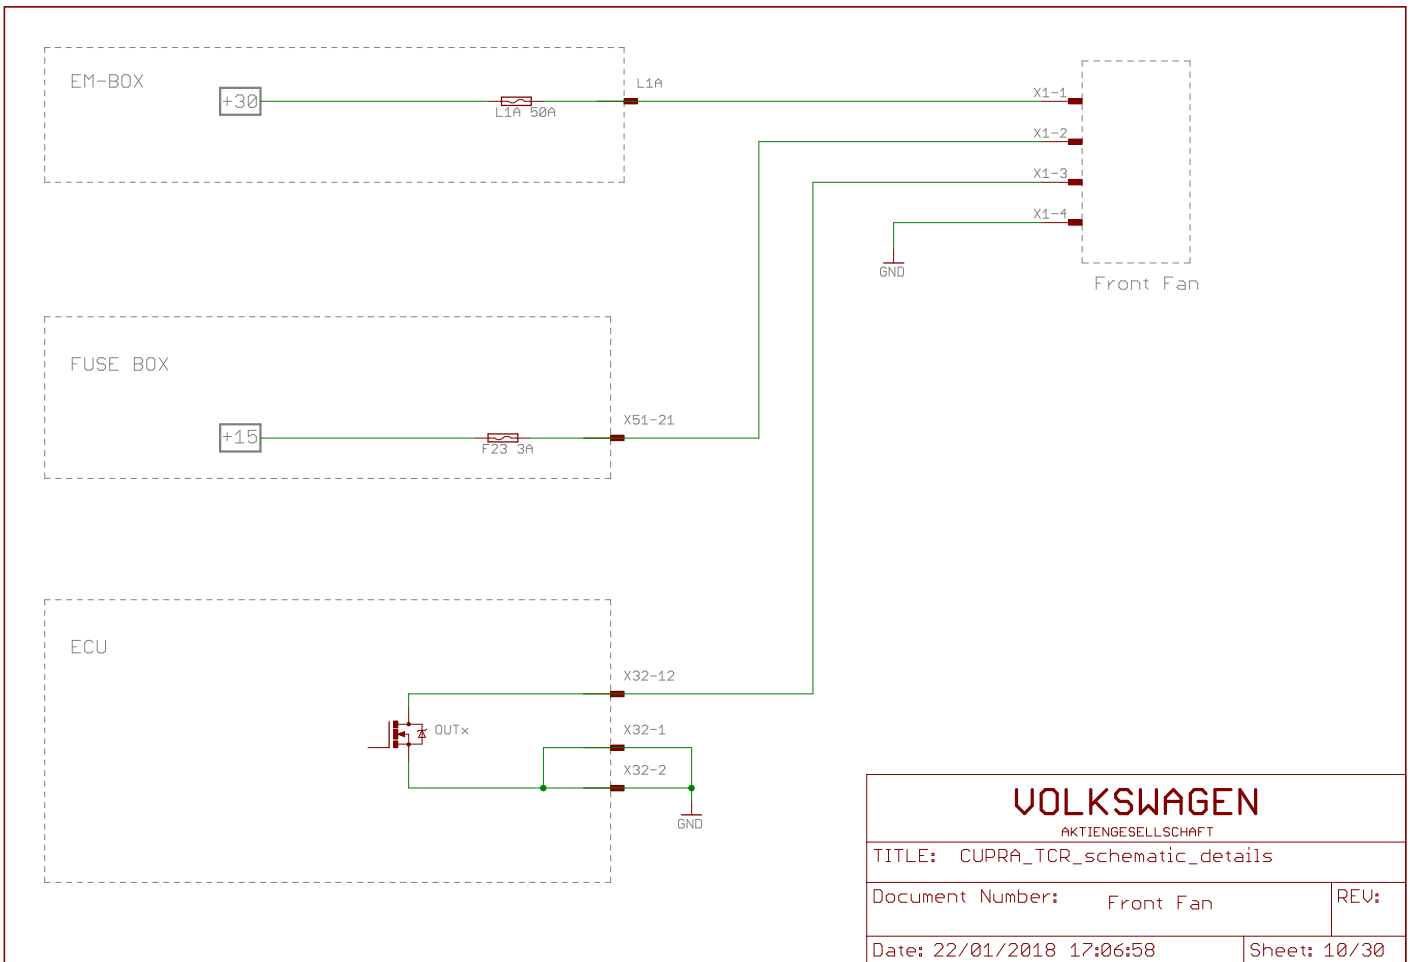 EM-BOX
+30
L1A 50A
L1A
X1-1
X1-2
X1-3
X1-4
GND
Front Fan
FUSE BOX
+15
F23 3A
X51-21
ECU
OUTx
X32-12
X32-1
X32-2
GND
VOLKSWAGEN
AKTIENGESELLSCHAFT
TITLE: CUPRA_TCR_schematic_details
Document Number: Front Fan
REV:
Date: 22/01/2018 17:06:58
Sheet: 10/30